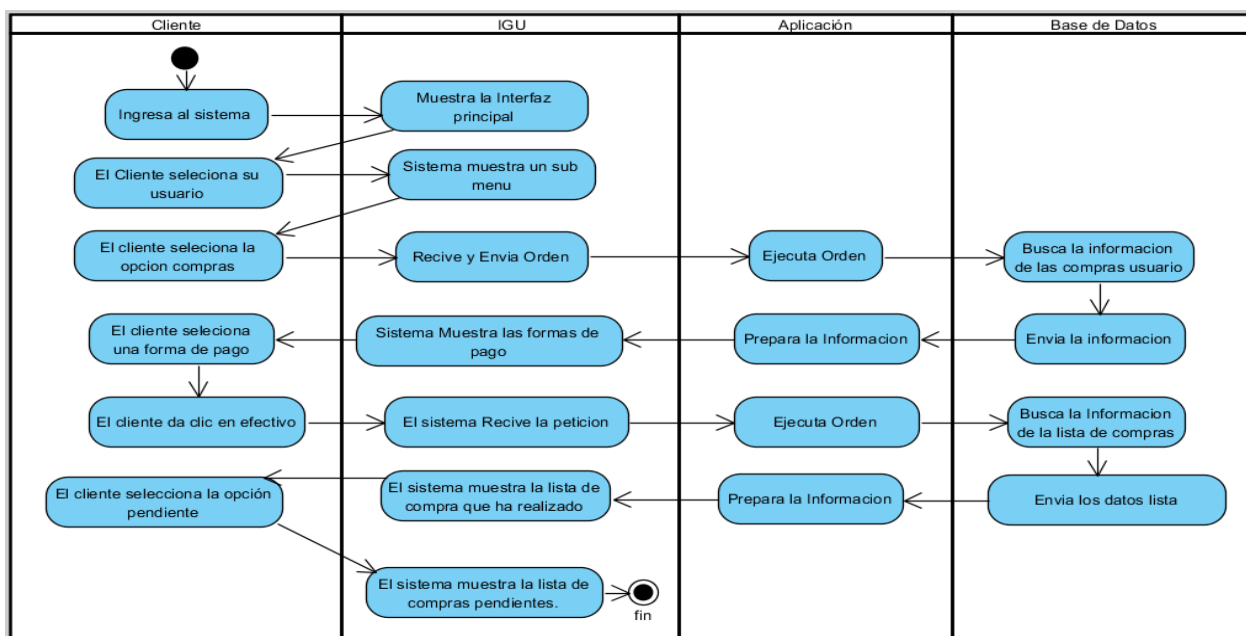 Cliente
IGU
Aplicación
Base de Datos
Ingresa al sistema
Muestra la Interfaz
principal
El Cliente seleciona su
usuario
Sistema muestra un sub
menu
El cliente seleciona la
opcion compras
Recive y Envia Orden
Ejecuta Orden
Busca la informacion
de las compras usuario
El cliente seleciona
una forma de pago
Sistema Muestra las formas de
pago
Prepara la Informacion
Envia la informacion
El cliente da clic en efectivo
El sistema Recive la peticion
Ejecuta Orden
Busca la Informacion
de la lista de compras
El cliente selecciona la opción
pendiente
El sistema muestra la lista de
compra que ha realizado
Prepara la Informacion
Envia los datos lista
El sistema muestra la lista de
compras pendientes.
fin